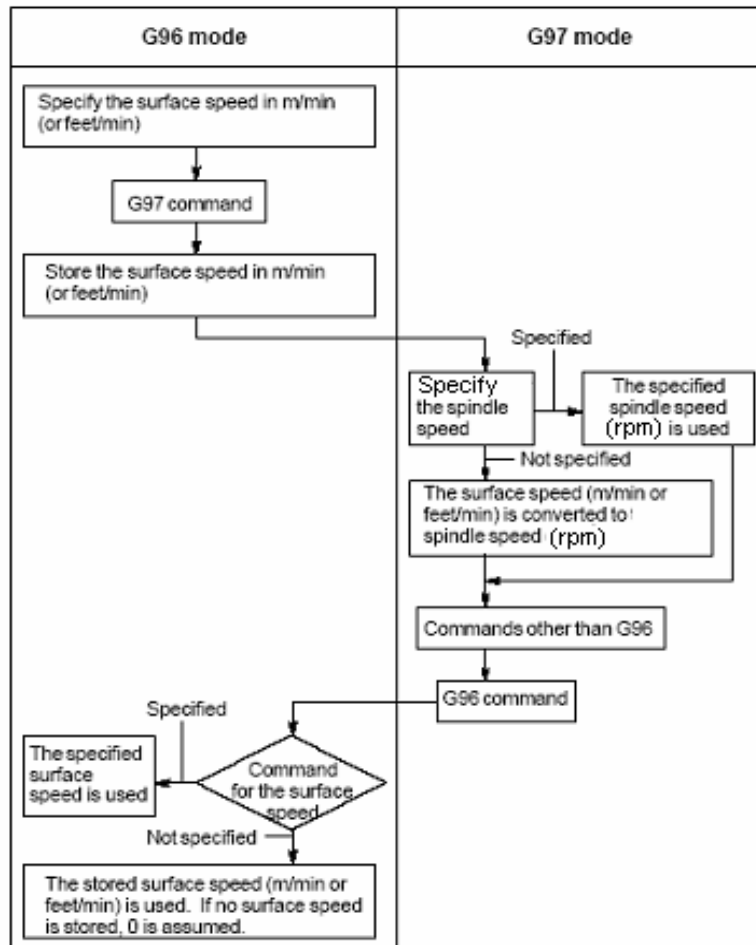 G96 mode
G97 mode
Specify the surface speed in m/min
(or feet/min)
G97 command
Store the surface speed in m/min
(or feet/min)
Specified
Specify
the spindle
speed
The specified
spindle speed
(rpm) is used
Not specified
The surface speed (m/min or
feet/min) is converted to
spindle speed (rpm)
Commands other than G96
G96 command
Specified
The specified
surface
speed is used
Command
for the surface
speed
Not specified
The stored surface speed (m/min or
feet/min) is used. If no surface speed
is stored, 0 is assumed.